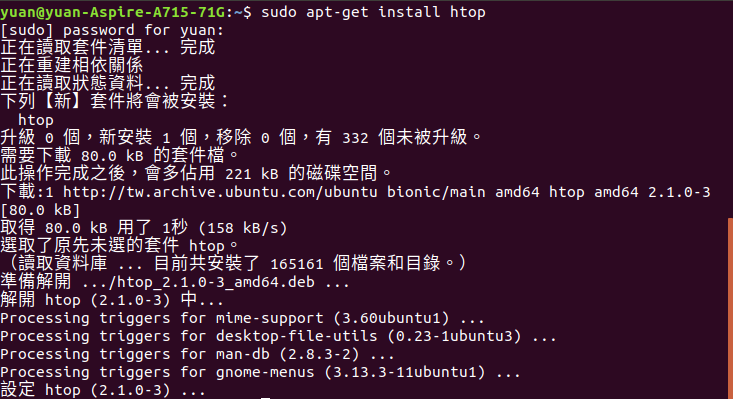 yuan@yuan-Aspire-A715-71G:~$ sudo apt-get install htop
[sudo] password for yuan:
正在讀取套件清單... 完成
正在重建相依關係
正在讀取狀態資料... 完成
下列【新】套件將會被安裝：
  htop
升級 0 個，新安裝 1 個，移除 0 個，有 332 個未被升級。
需要下載 80.0 kB 的套件檔。
此操作完成之後，會多佔用 221 kB 的磁碟空間。
下載:1 http://tw.archive.ubuntu.com/ubuntu bionic/main amd64 htop amd64 2.1.0-3
[80.0 kB]
取得 80.0 kB 用了 1秒 (158 kB/s)
選取了原先未選的套件 htop。
（讀取資料庫 ... 目前共安裝了 165161 個檔案和目錄。）
準備解開 .../htop_2.1.0-3_amd64.deb ...
解開 htop (2.1.0-3) 中...
Processing triggers for mime-support (3.60ubuntu1) ...
Processing triggers for desktop-file-utils (0.23-1ubuntu3) ...
Processing triggers for man-db (2.8.3-2) ...
Processing triggers for gnome-menus (3.13.3-11ubuntu1) ...
設定 htop (2.1.0-3) ...